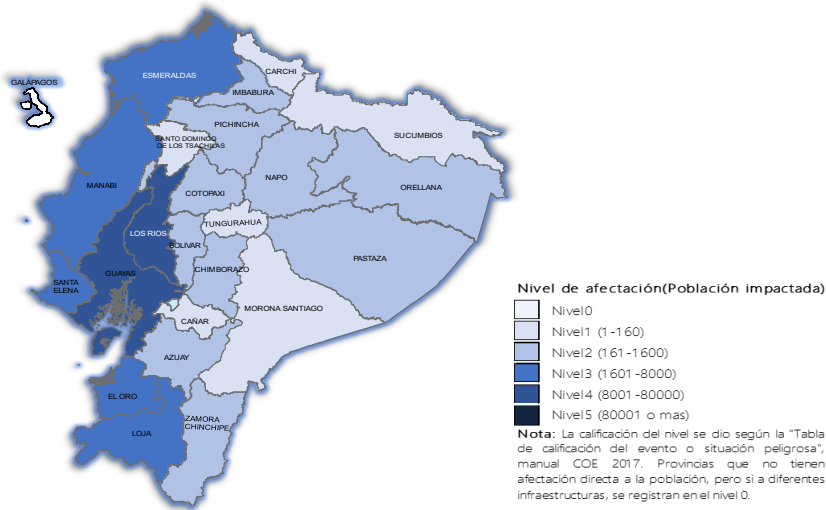 ESMERALDAS
CARCHI
GALÁPAGOS
IMBABURA
PICHINCHA
SUCUMBIOS
SANTO DOMINGO
DE LOS TSACHILAS
NAPO
MANABI
COTOPAXI
ORELLANA
TUNGURAHUA
LOS RIOS
BOLIVAR
PASTAZA
GUAYAS
CHIMBORAZO
SANTA
ELENA
MORONA SANTIAGO
CAÑAR
AZUAY
EL ORO
ZAMORA
CHINCHIPE
LOJA
Nivel de afectación(Población impactada)
Nivel0
Nivel1 (1-160)
Nivel2 (161-1600)
Nivel3 (1601-8000)
Nivel4 (8001-80000)
Nivel5 (80001 o mas)
Nota: La calificación del nivel se dio según la "Tabla
de calificación del evento o situación peligrosa",
manual COE 2017. Provincias que no tienen
afectación directa a la población, pero si a diferentes
infraestructuras, se registran en el nivel 0.